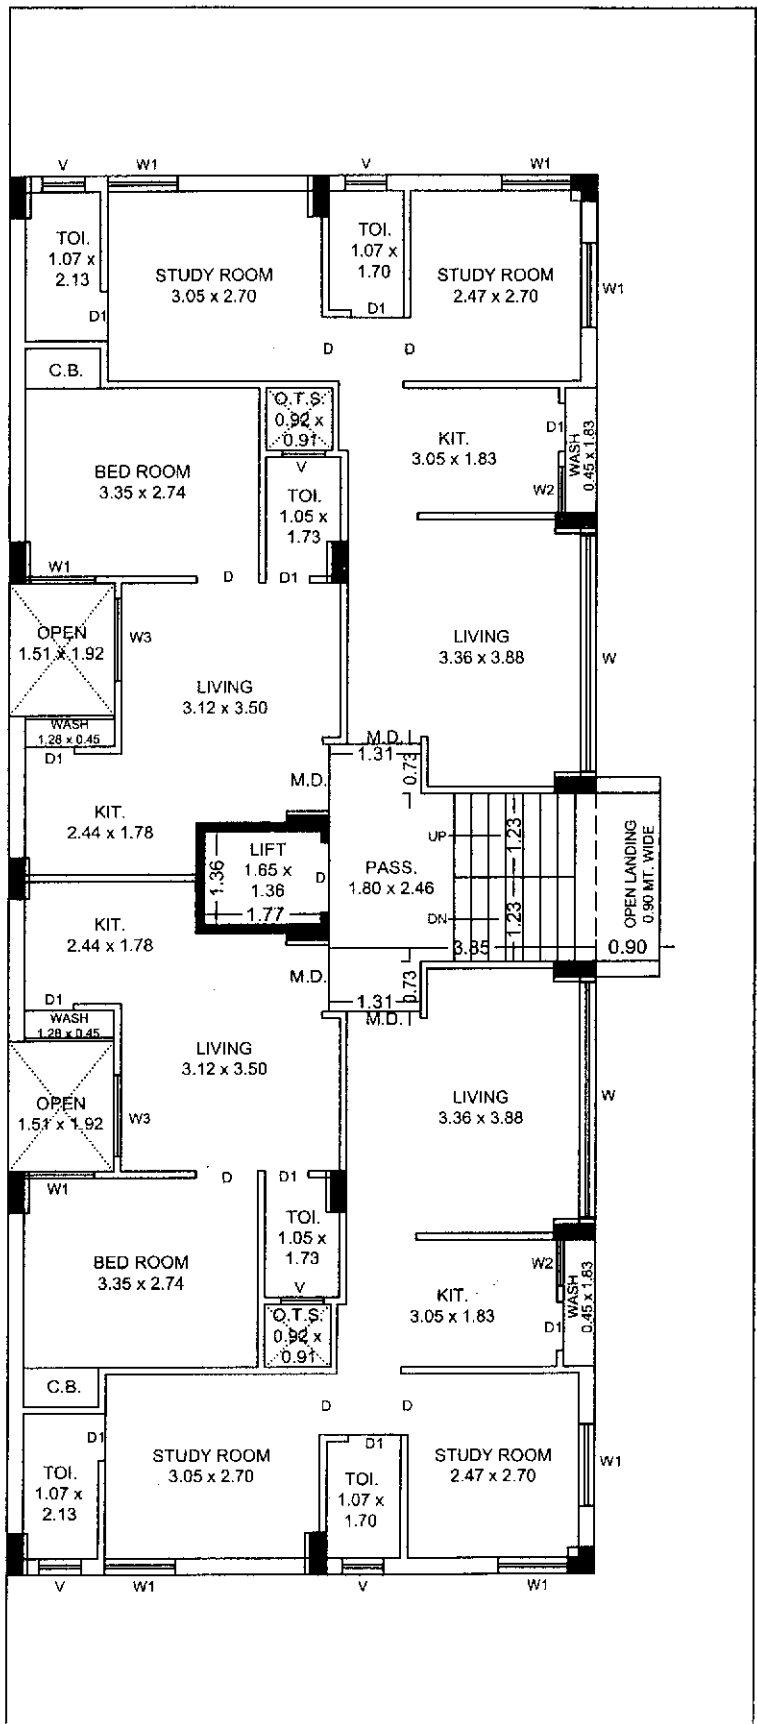 V
W1
V
W1
TOI.
1.07 x
2.13
STUDY ROOM
3.05 x 2.70
TOI.
1.07 x
1.70
STUDY ROOM
2.47 x 2.70
W1
D1
D1
D
D
C.B.
O.T.S.
0.92 x
0.91
V
KIT.
3.05 x 1.83
D1
W2
WASH
0.45 x 1.83
BED ROOM
3.35 x 2.74
TOI.
1.05 x
1.73
W1
D
D1
OPEN
1.51 x 1.92
W3
LIVING
3.12 x 3.50
LIVING
3.36 x 3.88
W
WASH
1.28 x 0.45
D1
M.D.
1.31
0.73
M.D.
KIT.
2.44 x 1.78
LIFT
1.65 x
1.36
1.36
1.77
D
PASS.
1.80 x 2.46
UP
DN
1.23
1.23
3.85
0.90
OPEN LANDING
0.90 MT. WIDE
KIT.
2.44 x 1.78
M.D.
0.73
1.31
M.D.
D1
WASH
1.28 x 0.45
LIVING
3.12 x 3.50
LIVING
3.36 x 3.88
W
OPEN
1.51 x 1.92
W3
W1
D
D1
TOI.
1.05 x
1.73
V
BED ROOM
3.35 x 2.74
O.T.S.
0.92 x
0.91
KIT.
3.05 x 1.83
W2
D1
WASH
0.45 x 1.83
C.B.
D
D
D1
D1
TOI.
1.07 x
2.13
STUDY ROOM
3.05 x 2.70
TOI.
1.07 x
1.70
STUDY ROOM
2.47 x 2.70
W1
V
W1
V
W1